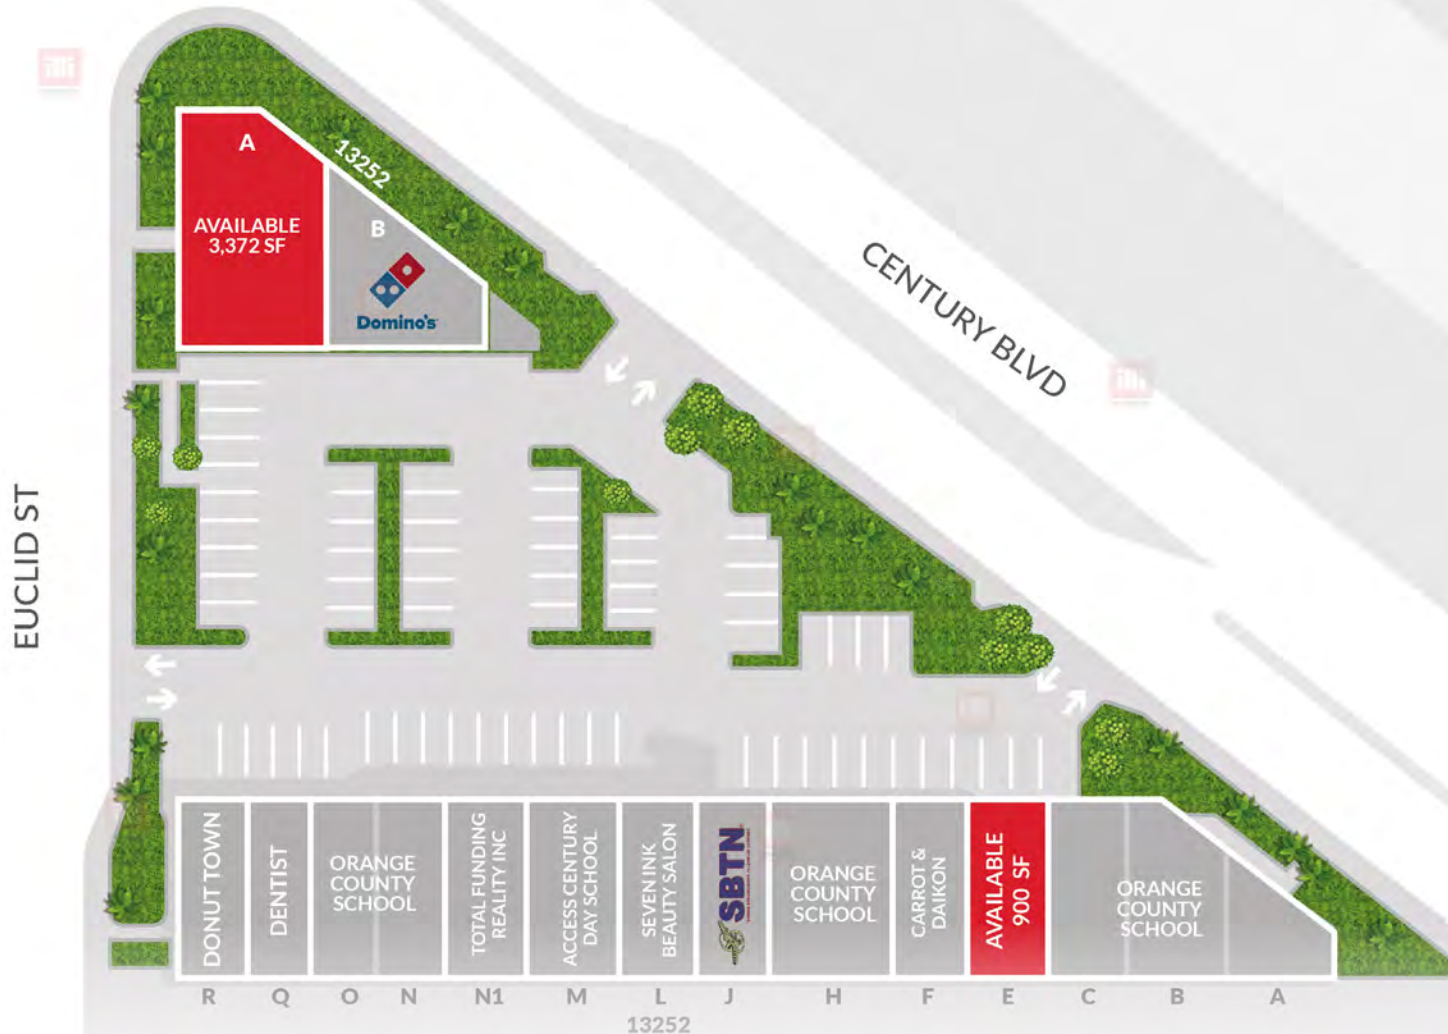 A
13252
AVAILABLE
3,372 SF
B
Domino's
CENTURY BLVD
EUCLID ST
DONUT TOWN
DENTIST
ORANGE
COUNTY
SCHOOL
TOTAL FUNDING
REALITY INC
ACCESS CENTURY
DAY SCHOOL
SEVEN INK
BEAUTY SALON
SBTN
ORANGE
COUNTY
SCHOOL
CARROT &
DAIKON
AVAILABLE
900 SF
ORANGE
COUNTY
SCHOOL
R Q O N N1 M L J H F E C B A
13252